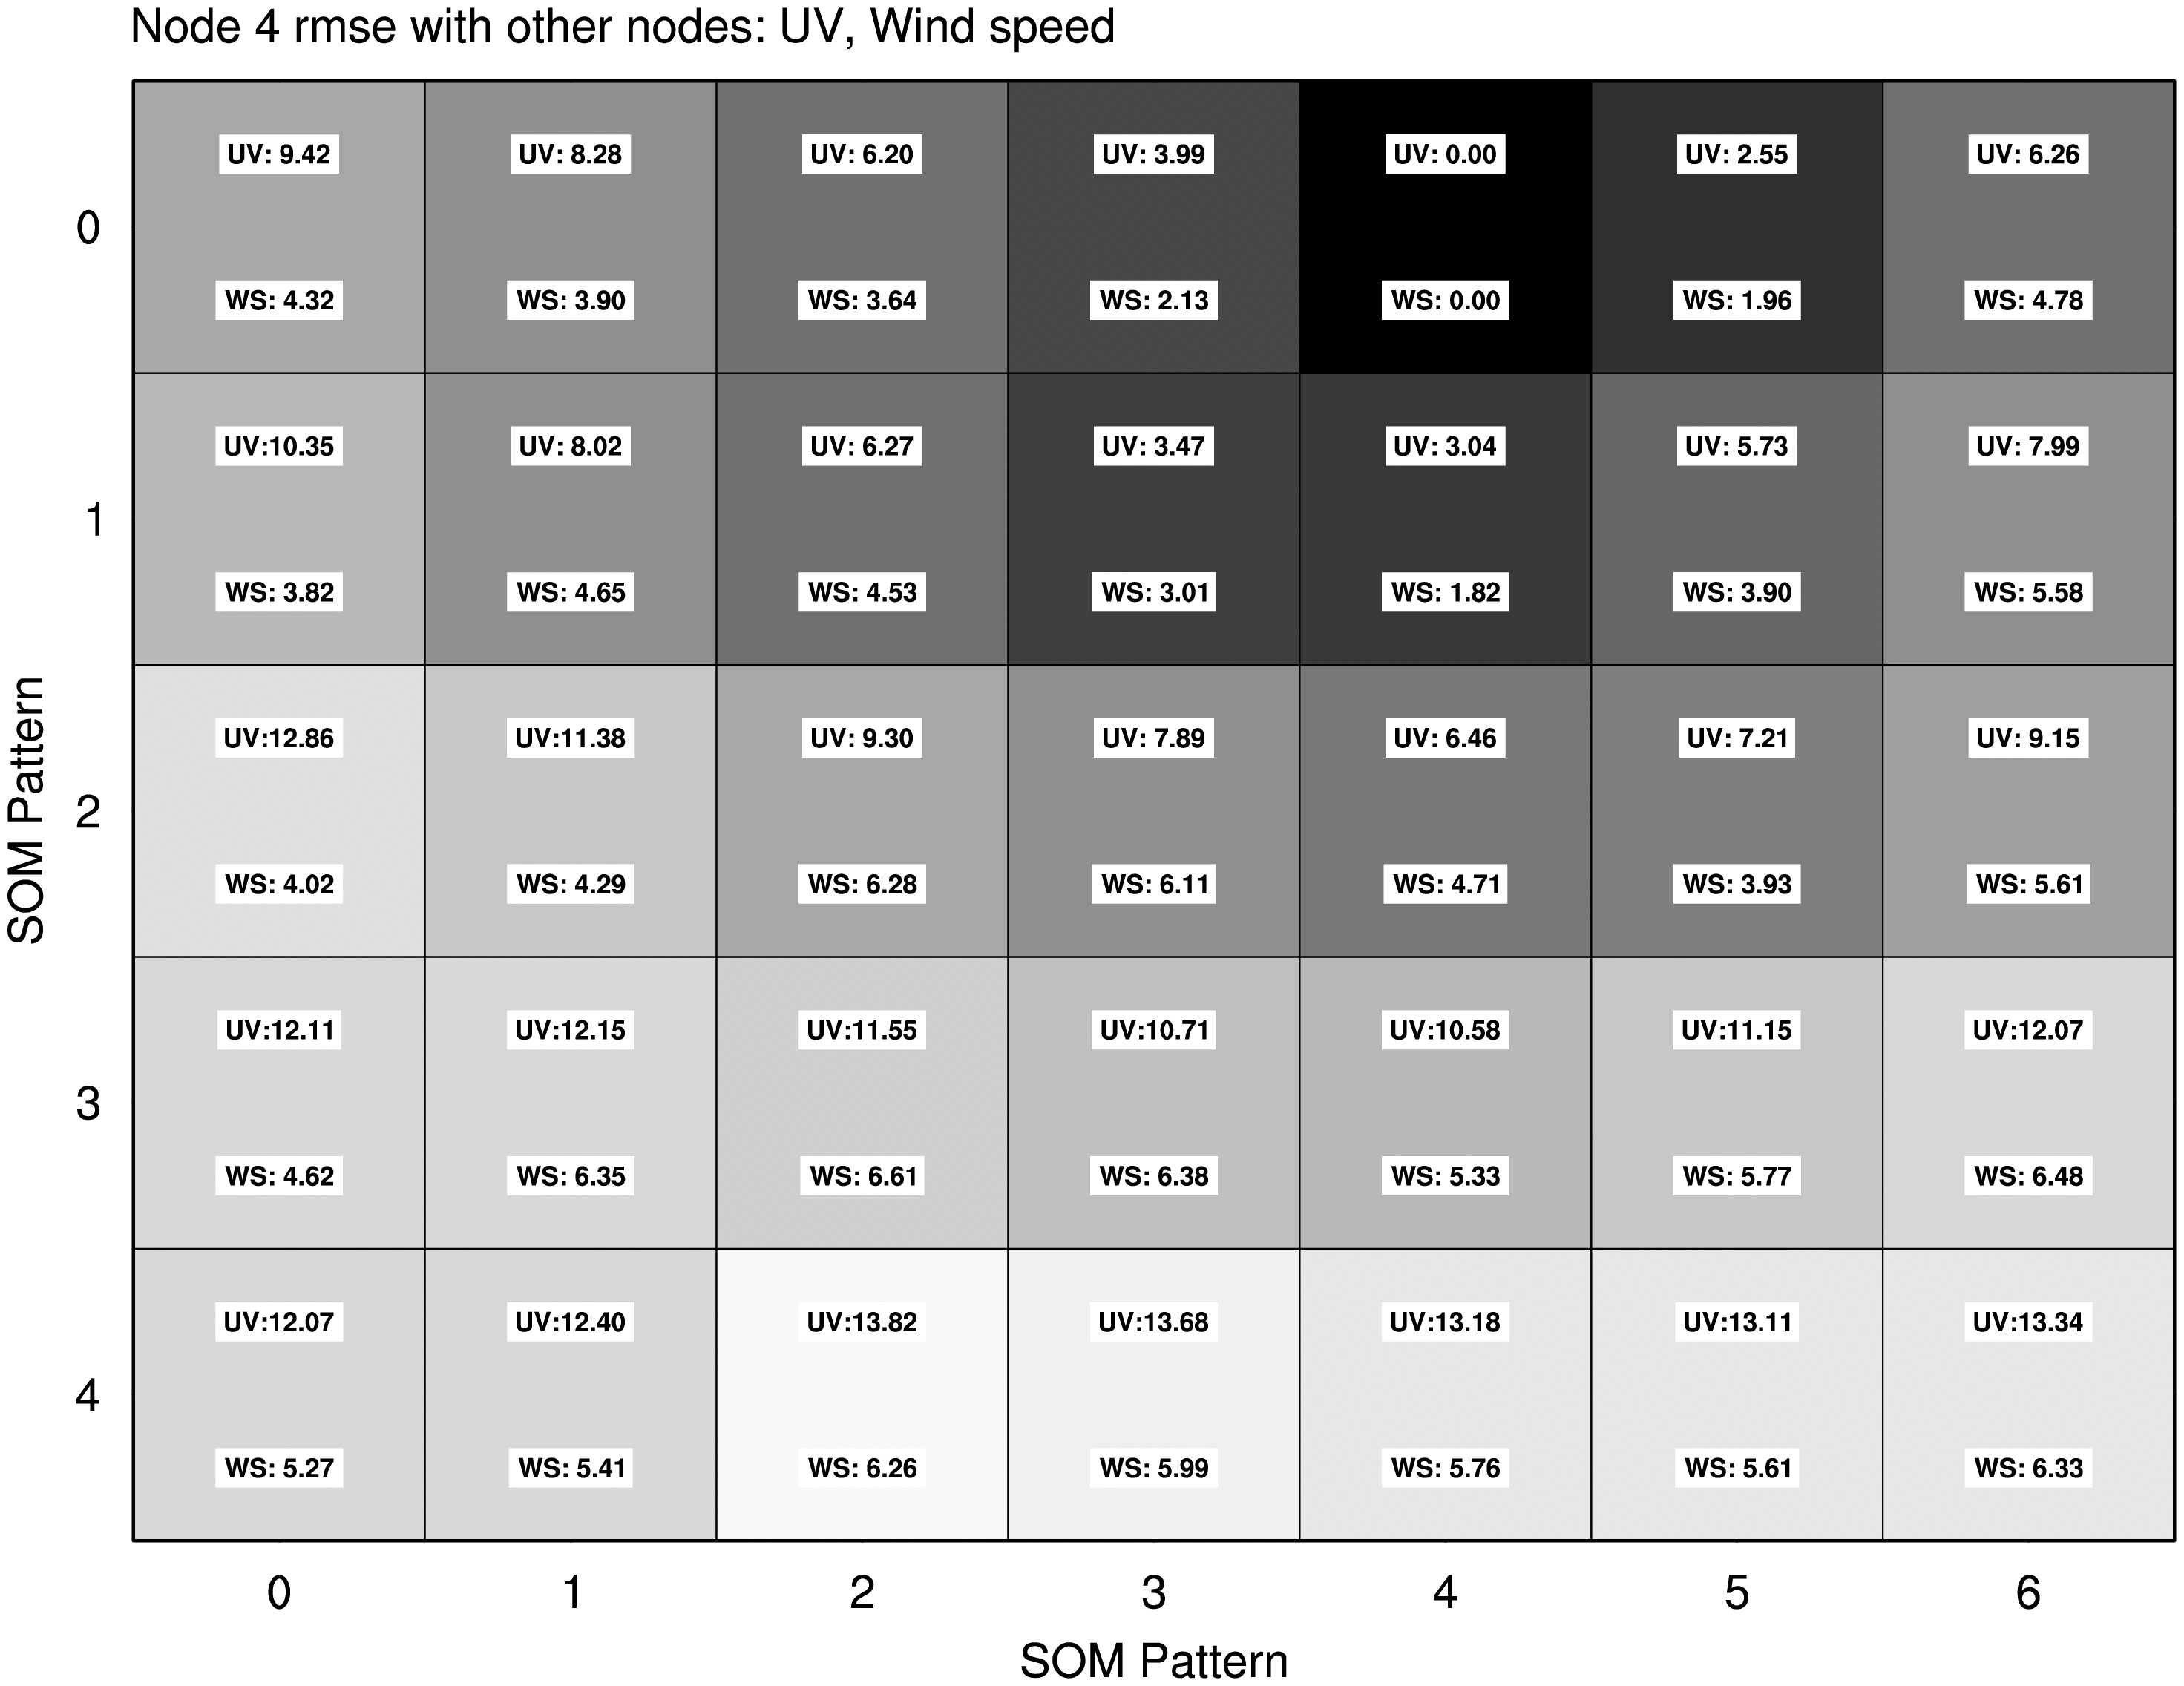 Node 4 rmse with other nodes: UV, Wind speed
UV: 9.42 UV: 8.28 UV: 6.20 UV: 3.99 UV: 0.00 UV: 2.55 UV: 6.26
0
WS: 4.32 WS: 3.90 WS: 3.64 WS: 2.13 WS: 0.00 WS: 1.96 WS: 4.78
UV:10.35 UV: 8.02 UV: 6.27 UV: 3.47 UV: 3.04 UV: 5.73 UV: 7.99
1
WS: 3.82 WS: 4.65 WS: 4.53 WS: 3.01 WS: 1.82 WS: 3.90 WS: 5.58
UV:12.86 UV:11.38 UV: 9.30 UV: 7.89 UV: 6.46 UV: 7.21 UV: 9.15
SOM Pattern
2
WS: 4.02 WS: 4.29 WS: 6.28 WS: 6.11 WS: 4.71 WS: 3.93 WS: 5.61
UV:12.11 UV:12.15 UV:11.55 UV:10.71 UV:10.58 UV:11.15 UV:12.07
3
WS: 4.62 WS: 6.35 WS: 6.61 WS: 6.38 WS: 5.33 WS: 5.77 WS: 6.48
UV:12.07 UV:12.40 UV:13.82 UV:13.68 UV:13.18 UV:13.11 UV:13.34
4
WS: 5.27 WS: 5.41 WS: 6.26 WS: 5.99 WS: 5.76 WS: 5.61 WS: 6.33
0 1 2 3 4 5 6
SOM Pattern